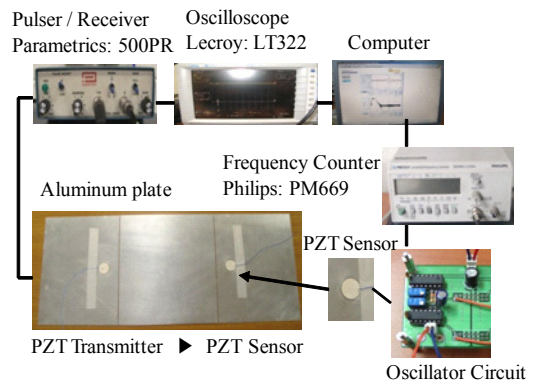 Pulser / Receiver
Parametrics: 500PR
Oscilloscope
Lecroy: LT322
Computer
Frequency Counter
Philips: PM669
Aluminum plate
PZT Sensor
PZT Transmitter ▶ PZT Sensor
Oscillator Circuit